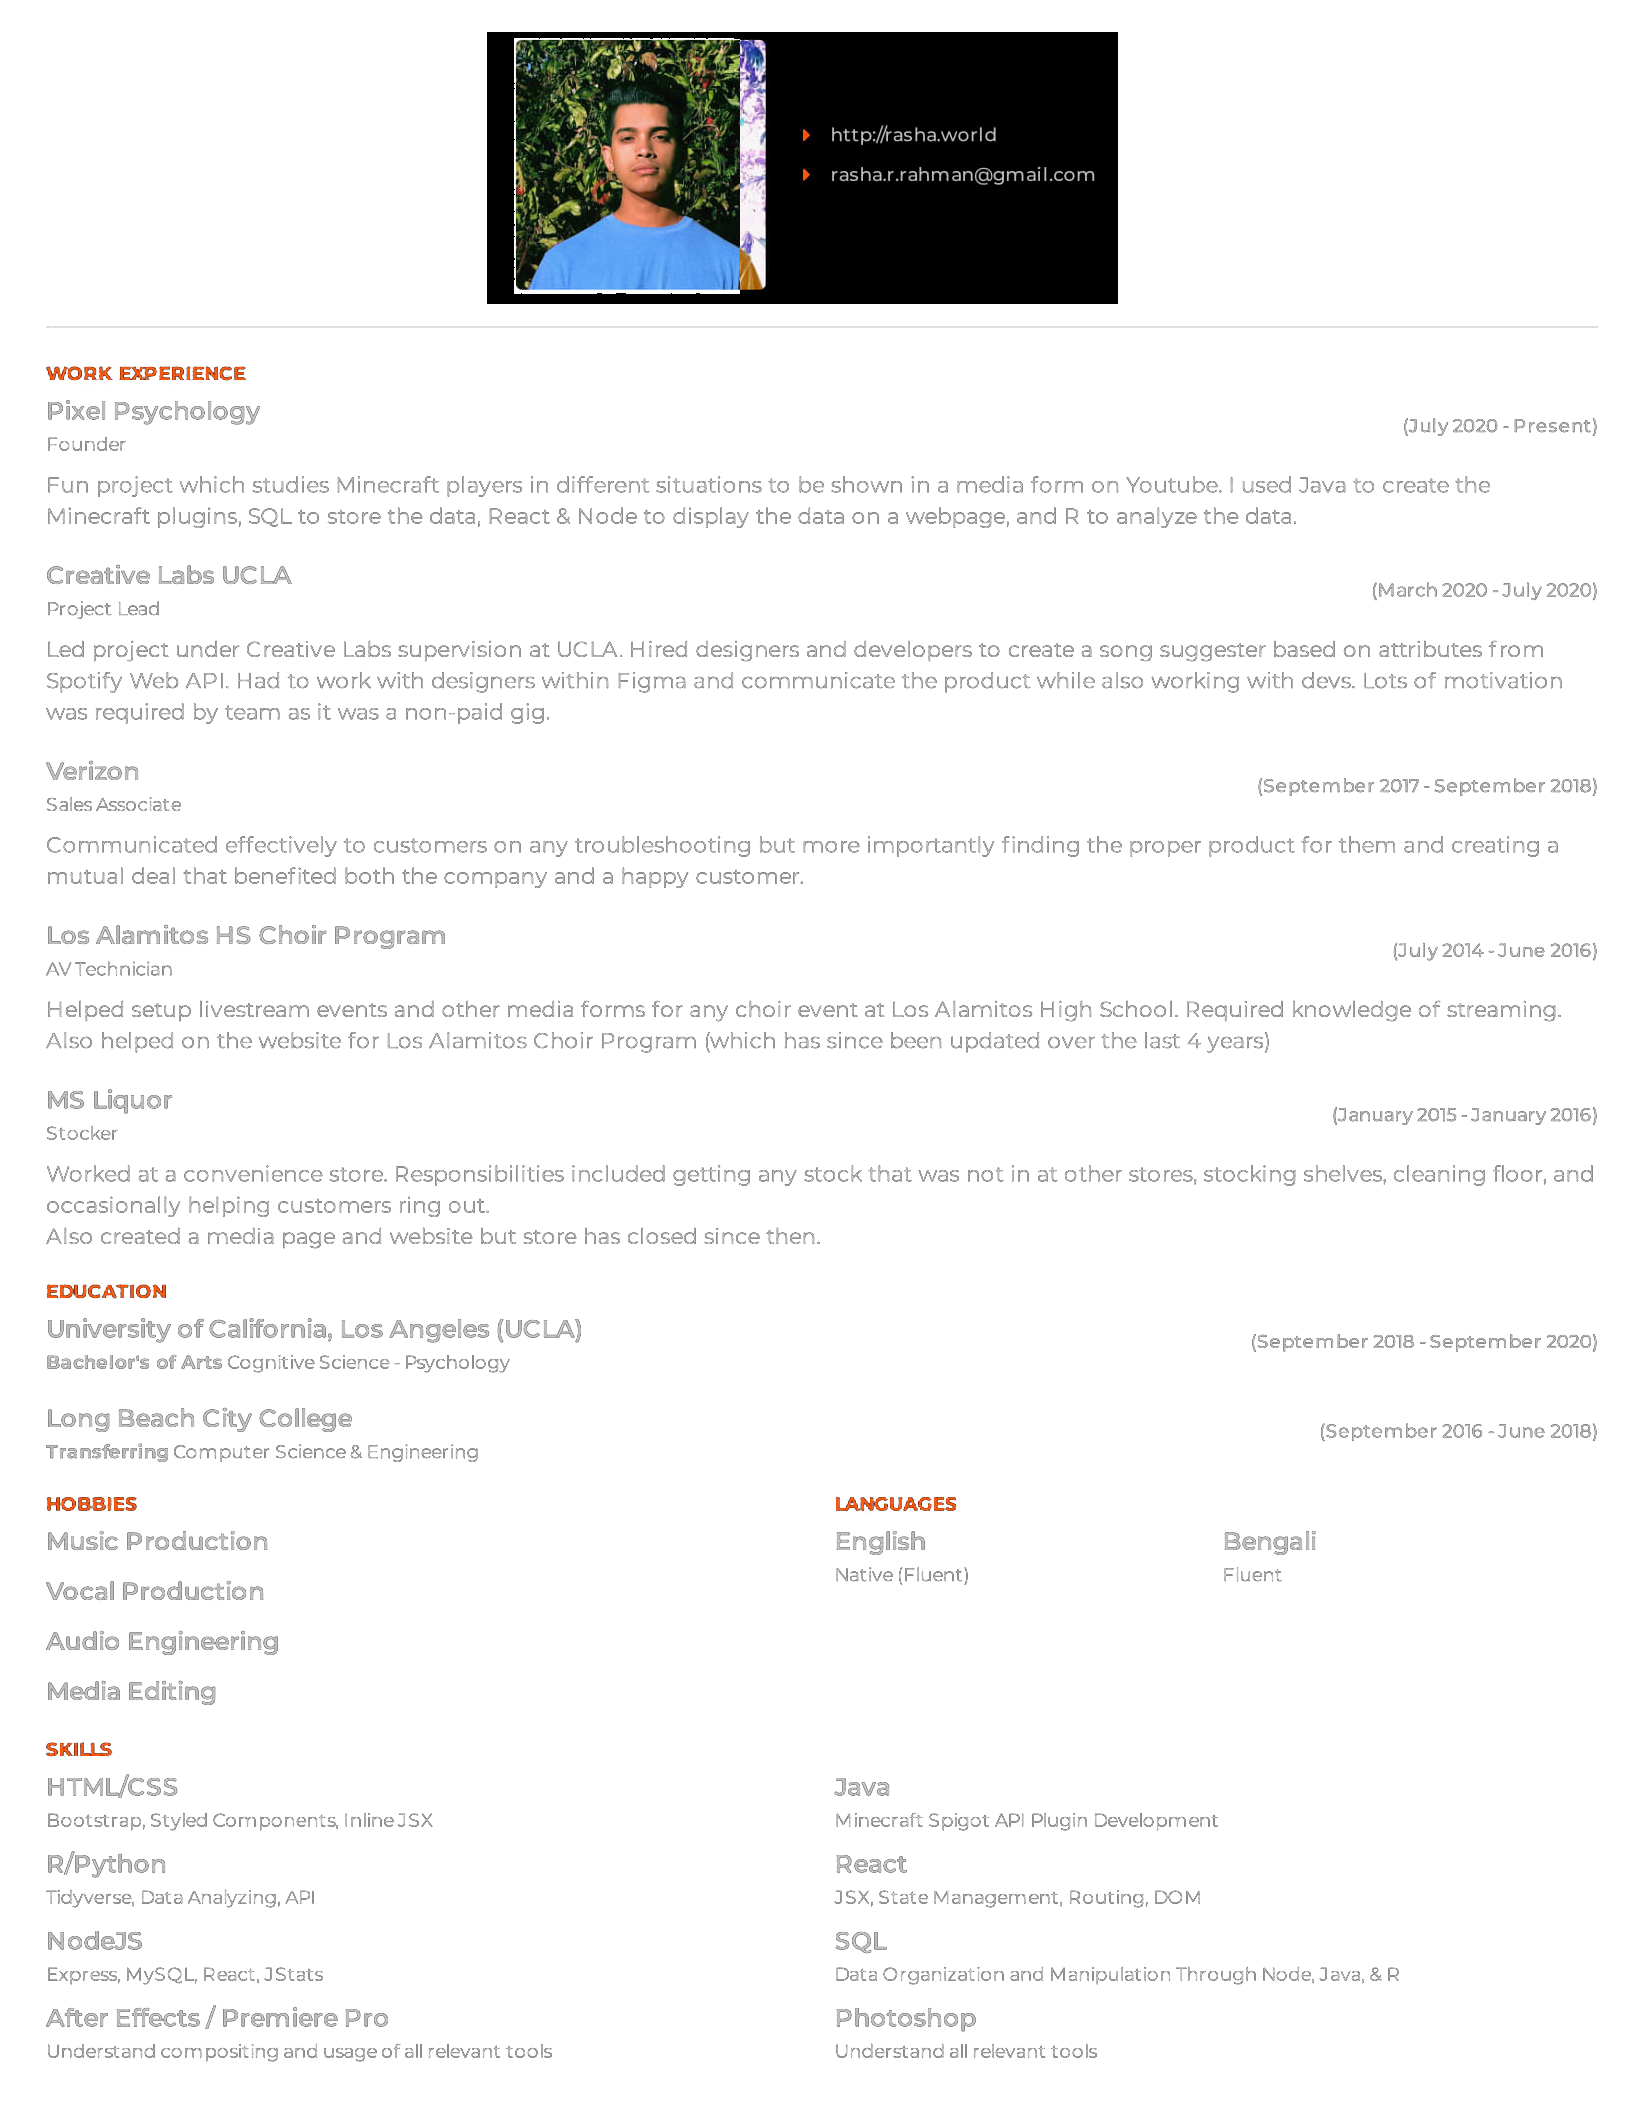 http://rasha.world
rasha.r.rahman@gmail.com
WORK EXPERIENCE
Pixel Psychology
(July 2020 - Present)
Founder
Fun project which studies Minecraft players in different situations to be shown in a media form on Youtube. I used Java to create the
Minecraft plugins, SQL to store the data, React & Node to display the data on a webpage, and R to analyze the data.
Creative Labs UCLA
(March 2020 - July 2020)
Project Lead
Led project under Creative Labs supervision at UCLA. Hired designers and developers to create a song suggester based on attributes from
Spotify Web API. Had to work with designers within Figma and communicate the product while also working with devs. Lots of motivation
was required by team as it was a non-paid gig.
Verizon
(September 2017 - September 2018)
Sales Associate
Communicated effectively to customers on any troubleshooting but more importantly finding the proper product for them and creating a
mutual deal that benefited both the company and a happy customer.
Los Alamitos HS Choir Program
(July 2014 - June 2016)
AV Technician
Helped setup livestream events and other media forms for any choir event at Los Alamitos High School. Required knowledge of streaming.
Also helped on the website for Los Alamitos Choir Program (which has since been updated over the last 4 years)
MS Liquor
(January 2015 - January 2016)
Stocker
Worked at a convenience store. Responsibilities included getting any stock that was not in at other stores, stocking shelves, cleaning floor, and
occasionally helping customers ring out.
Also created a media page and website but store has closed since then.
EDUCATION
University of California, Los Angeles (UCLA)
(September 2018 - September 2020)
Bachelor's of Arts Cognitive Science - Psychology
Long Beach City College
(September 2016 - June 2018)
Transferring Computer Science & Engineering
HOBBIES
Music Production
Vocal Production
Audio Engineering
Media Editing
LANGUAGES
English
Native (Fluent)
Bengali
Fluent
SKILLS
HTML/CSS
Bootstrap, Styled Components, Inline JSX
Java
Minecraft Spigot API Plugin Development
R/Python
Tidyverse, Data Analyzing, API
React
JSX, State Management, Routing, DOM
NodeJS
Express, MySQL, React, JStats
SQL
Data Organization and Manipulation Through Node, Java, & R
After Effects / Premiere Pro
Understand compositing and usage of all relevant tools
Photoshop
Understand all relevant tools